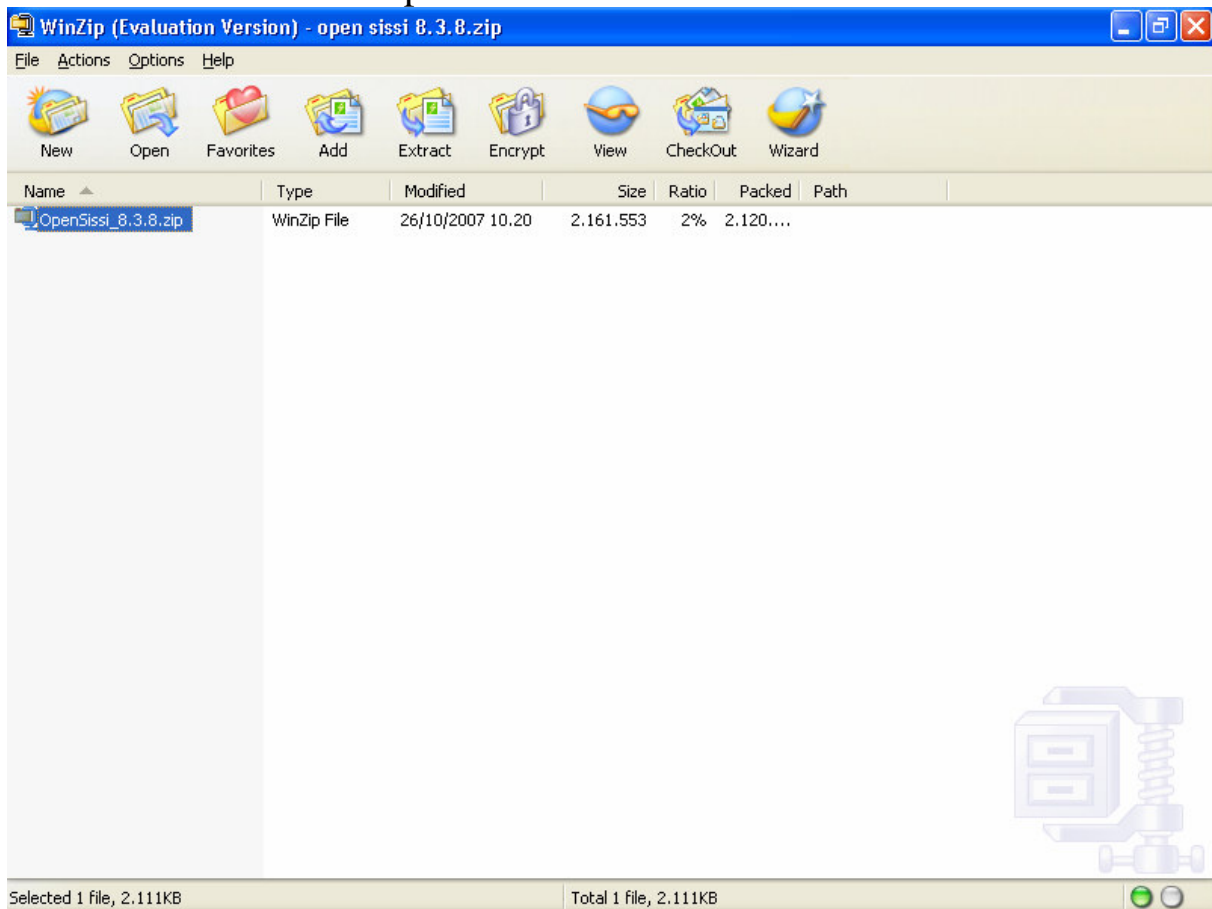 WinZip (Evaluation Version) - open sissi 8.3.8.zip
File Actions Options Help
New Open Favorites Add Extract Encrypt View CheckOut Wizard
Name Type Modified Size Ratio Packed Path
OpenSissi_8.3.8.zip WinZip File 26/10/2007 10.20 2.161.553 2% 2.120....
Selected 1 file, 2.111KB Total 1 file, 2.111KB